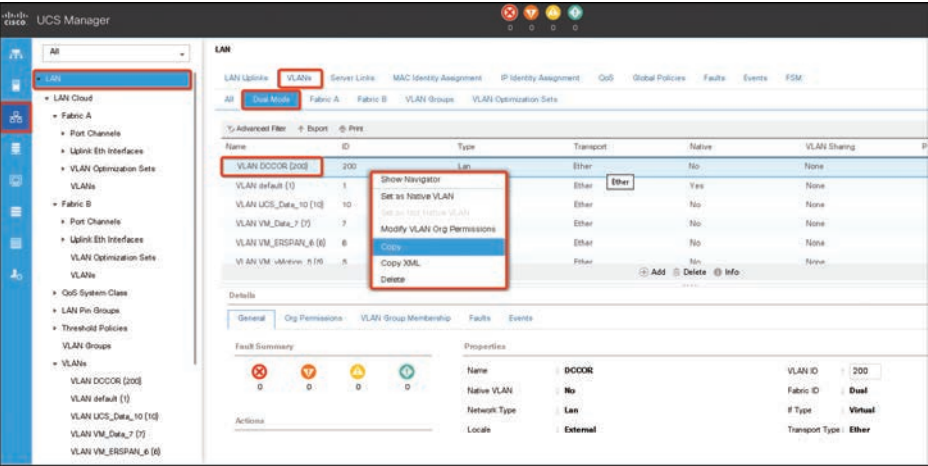 CISCO UCS Manager
0 0 0 0
All
LAN
LAN Cloud
Fabric A
Port Channels
Uplink Eth Interfaces
VLAN Optimization Sets
VLANs
Fabric B
Port Channels
Uplink Eth Interfaces
VLAN Optimization Sets
VLANs
QoS System Class
LAN Pin Groups
Threshold Policies
VLAN Groups
VLANs
VLAN DCCOR (200)
VLAN default (1)
VLAN UCS_Data_10 (10)
VLAN VM_Data_7 (7)
VLAN VM_ERSPAN_6 (6)
LAN
LAN Uplinks VLANs Server Links MAC Identity Assignment IP Identity Assignment QoS Global Policies Faults Events FSM
All Dual Mode Fabric A Fabric B VLAN Groups VLAN Optimization Sets
Advanced Filter Export Print
Name ID Type Transport Native VLAN Sharing P
VLAN DCCOR (200) 200 Lan Ether No None
VLAN default (1) 1 Ether Yes None
VLAN UCS_Data_10 (10) 10 Ether No None
VLAN VM_Data_7 (7) 7 Ether No None
VLAN VM_ERSPAN_6 (6) 6 Ether No None
Ether No None
Show Navigator
Set as Native VLAN
Set as Not Native VLAN
Modify VLAN Org Permissions
Copy
Copy XML
Delete
Ether
Add Delete Info
Details
General Org Permissions VLAN Group Membership Faults Events
Fault Summary
0 0 0 0
Actions
Properties
Name : DCCOR VLAN ID : 200
Native VLAN : No Fabric ID : Dual
Network Type : Lan If Type : Virtual
Locale : External Transport Type : Ether